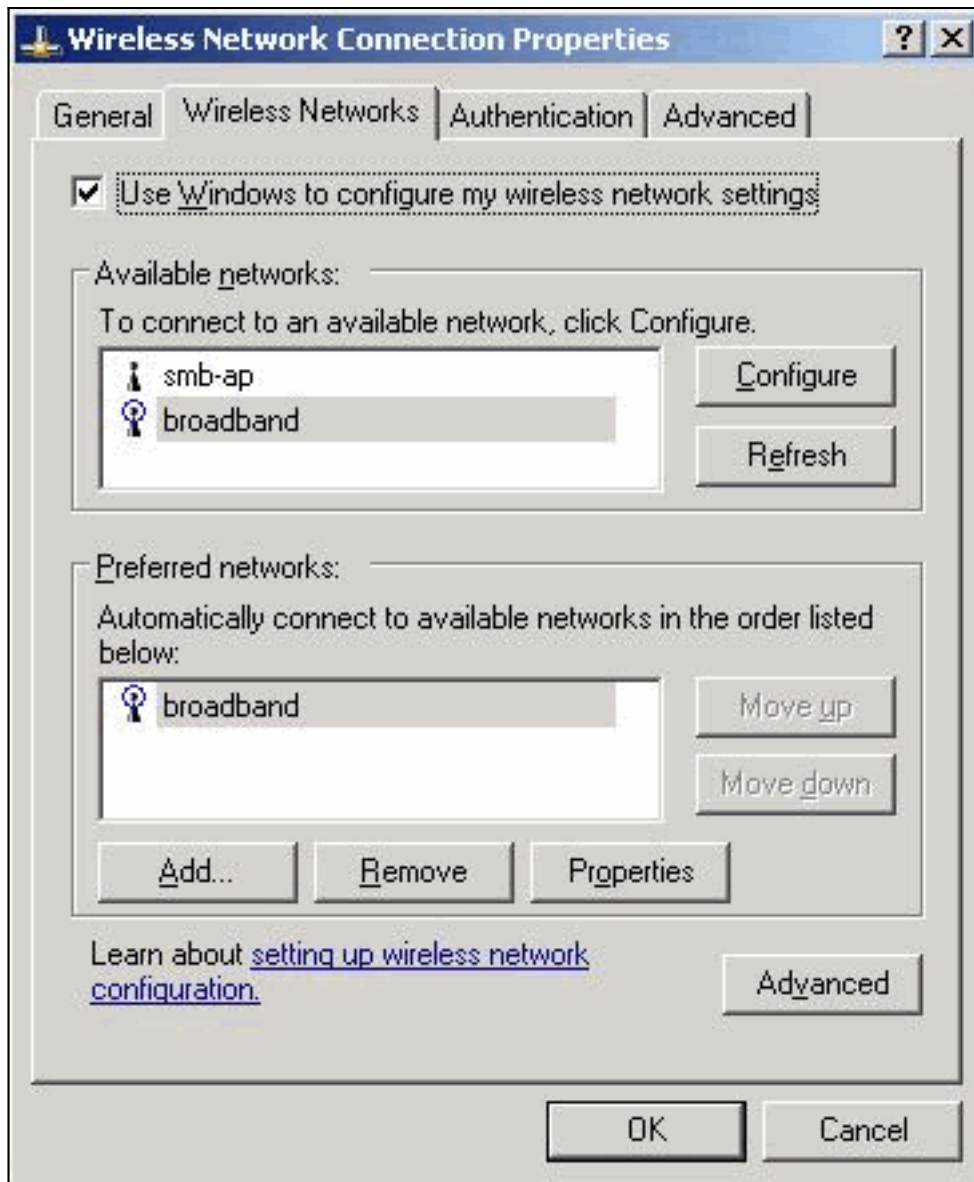 Wireless Network Connection Properties
General Wireless Networks Authentication Advanced
Use Windows to configure my wireless network settings
Available networks:
To connect to an available network, click Configure.
smb-ap
broadband
Configure
Refresh
Preferred networks:
Automatically connect to available networks in the order listed
below:
broadband
Move up
Move down
Add... Remove Properties
Learn about setting up wireless network
configuration.
Advanced
OK Cancel